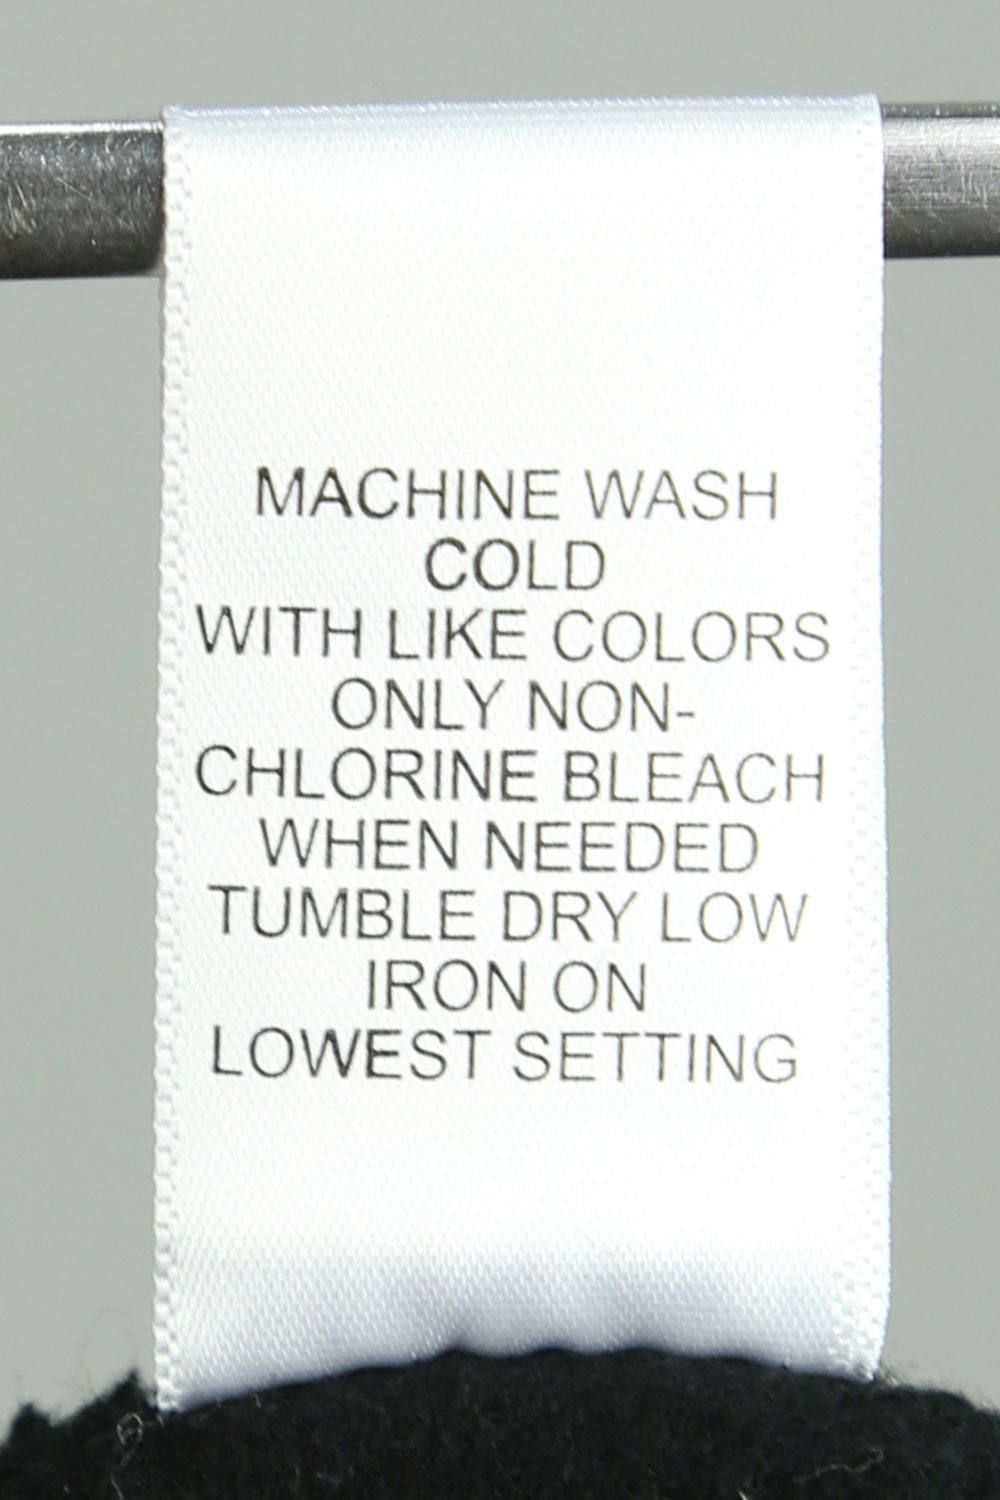 MACHINE WASH
COLD
WITH LIKE COLORS
ONLY NON-
CHLORINE BLEACH
WHEN NEEDED
TUMBLE DRY LOW
IRON ON
LOWEST SETTING